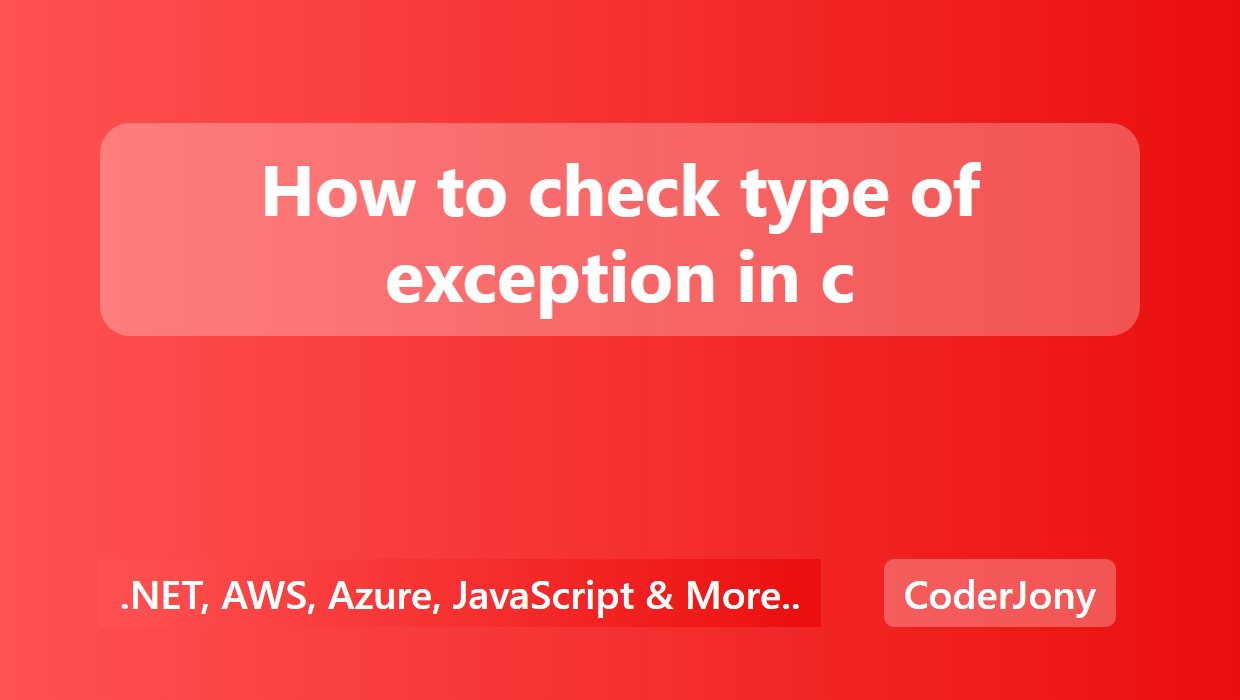 How to check type of
exception in c
.NET, AWS, Azure, JavaScript & More..
CoderJony